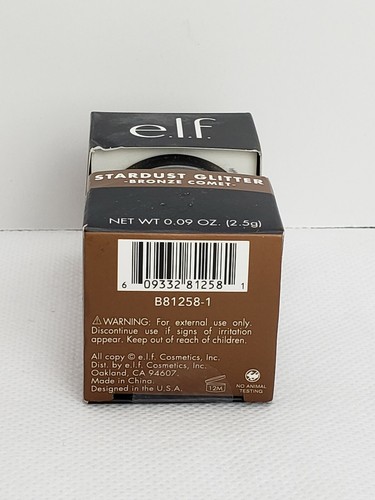 e.l.f.
STARDUST GLITTER
-BRONZE COMET-
NET WT 0.09 OZ. (2.5g)
6 09332 81258 1
B81258-1
⚠WARNING: For external use only.
Discontinue use if signs of irritation
appear. Keep out of reach of children.
All copy © e.l.f. Cosmetics, Inc.
Dist. by e.l.f. Cosmetics, Inc.
Oakland, CA 94607.
Made in China.
Designed in the U.S.A.
12M
NO ANIMAL
TESTING